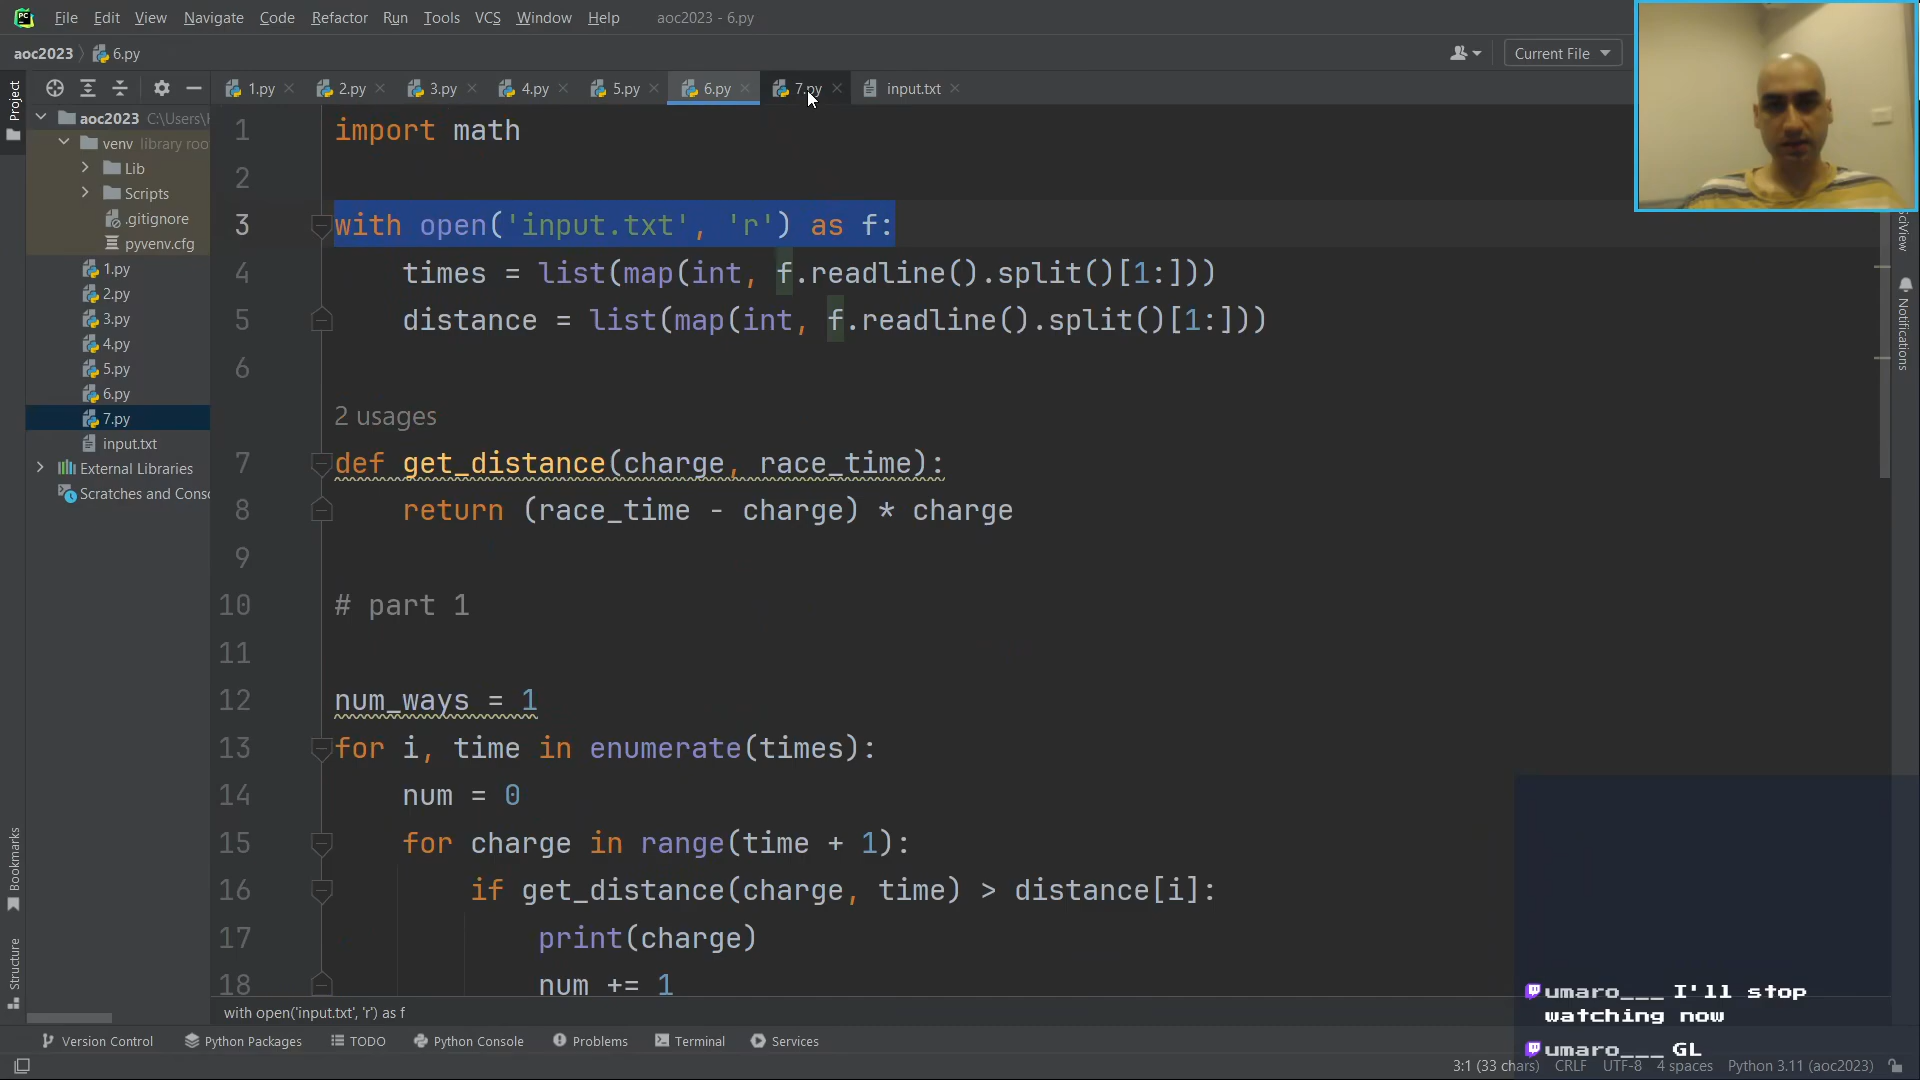 File Edit View Navigate Code Refactor Run Tools VCS Window Help aoc2023 - 6.py
aoc2023 6.py Current File
1.py 2.py 3.py 4.py 5.py 6.py 7.py input.txt
Project
aoc2023
venv library roo
Lib
Scripts
.gitignore
pyvenv.cfg
1.py
2.py
3.py
4.py
5.py
6.py
7.py
input.txt
External Libraries
Scratches and Conso
1 import math
2
3 with open('input.txt', 'r') as f:
4 times = list(map(int, f.readline().split()[1:]))
5 distance = list(map(int, f.readline().split()[1:]))
6
2 usages
7 def get_distance(charge, race_time):
8 return (race_time - charge) * charge
9
10 # part 1
11
12 num_ways = 1
13 for i, time in enumerate(times):
14 num = 0
15 for charge in range(time + 1):
16 if get_distance(charge, time) > distance[i]:
17 print(charge)
18 num += 1
with open('input.txt', 'r') as f
SciView
Notifications
Bookmarks
Structure
umaro___ I'll stop
watching now
umaro___ GL
Version Control Python Packages TODO Python Console Problems Terminal Services
3:1 (33 chars) CRLF UTF-8 4 spaces Python 3.11 (aoc2023)